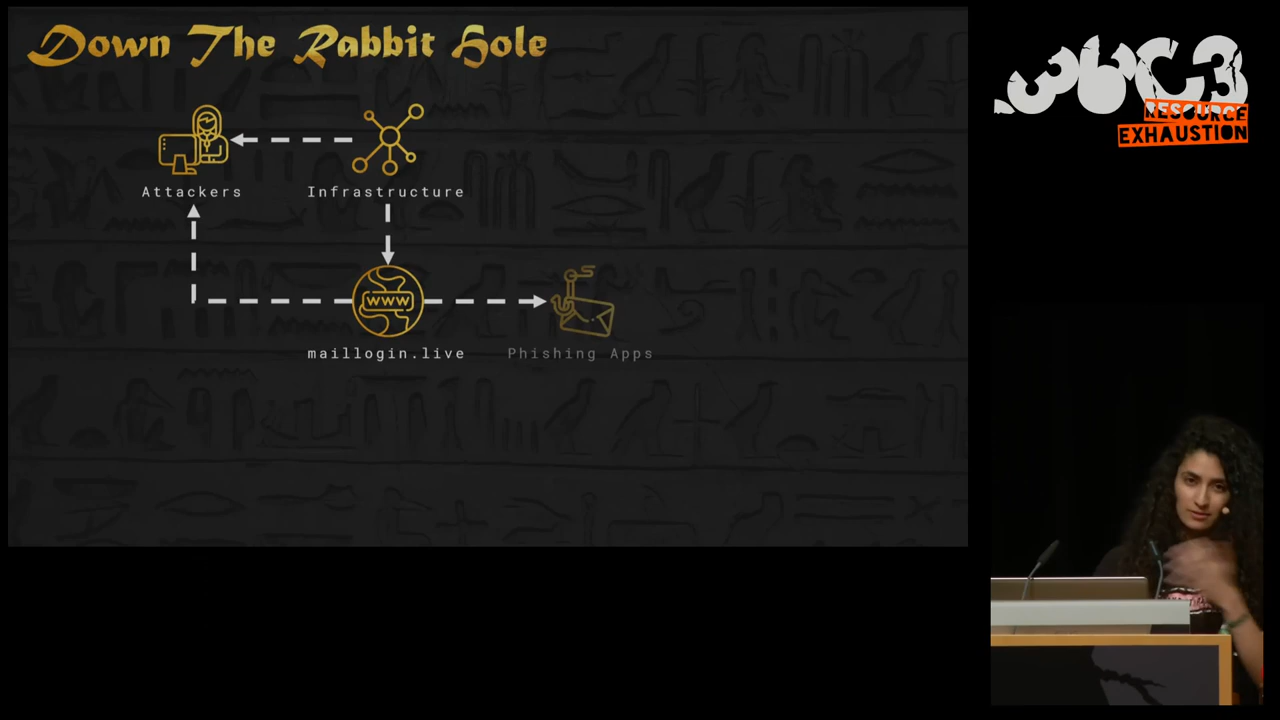 Down The Rabbit Hole
36C3
RESOURCE
EXHAUSTION
Attackers
Infrastructure
WWW
maillogin.live
Phishing Apps